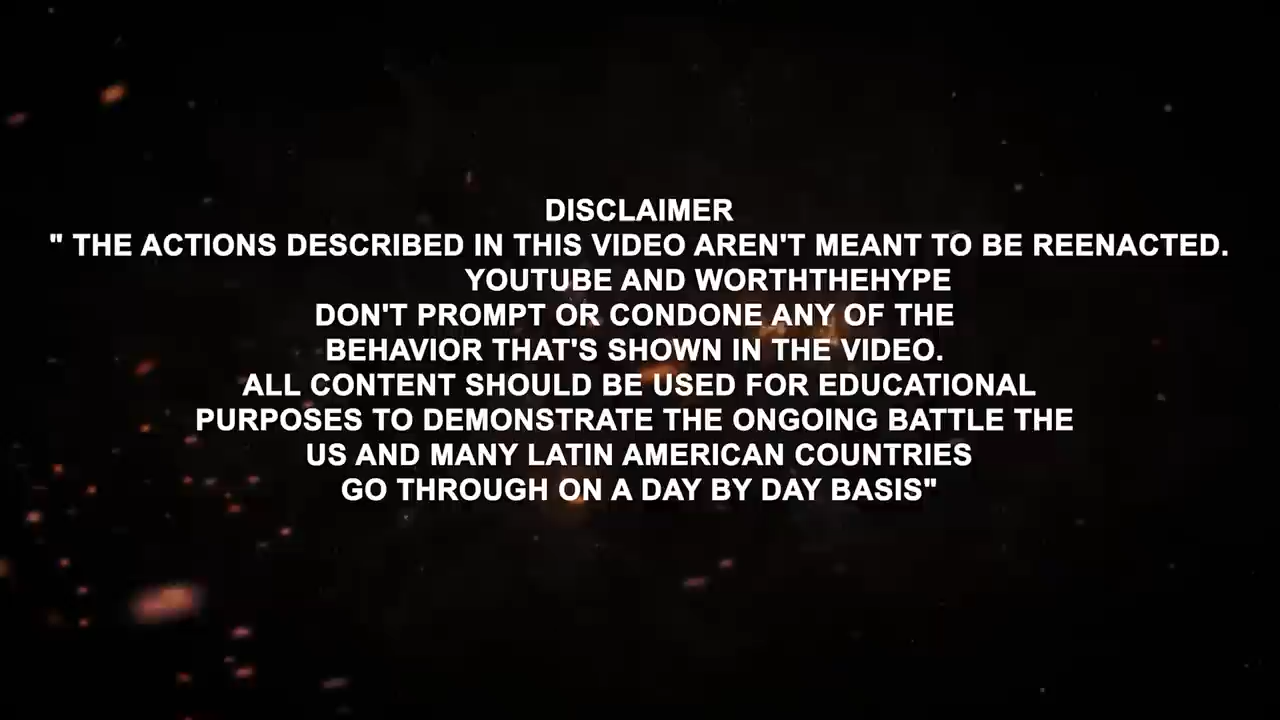 DISCLAIMER
" THE ACTIONS DESCRIBED IN THIS VIDEO AREN'T MEANT TO BE REENACTED.
YOUTUBE AND WORTHTHEHYPE
DON'T PROMPT OR CONDONE ANY OF THE
BEHAVIOR THAT'S SHOWN IN THE VIDEO.
ALL CONTENT SHOULD BE USED FOR EDUCATIONAL
PURPOSES TO DEMONSTRATE THE ONGOING BATTLE THE
US AND MANY LATIN AMERICAN COUNTRIES
GO THROUGH ON A DAY BY DAY BASIS"